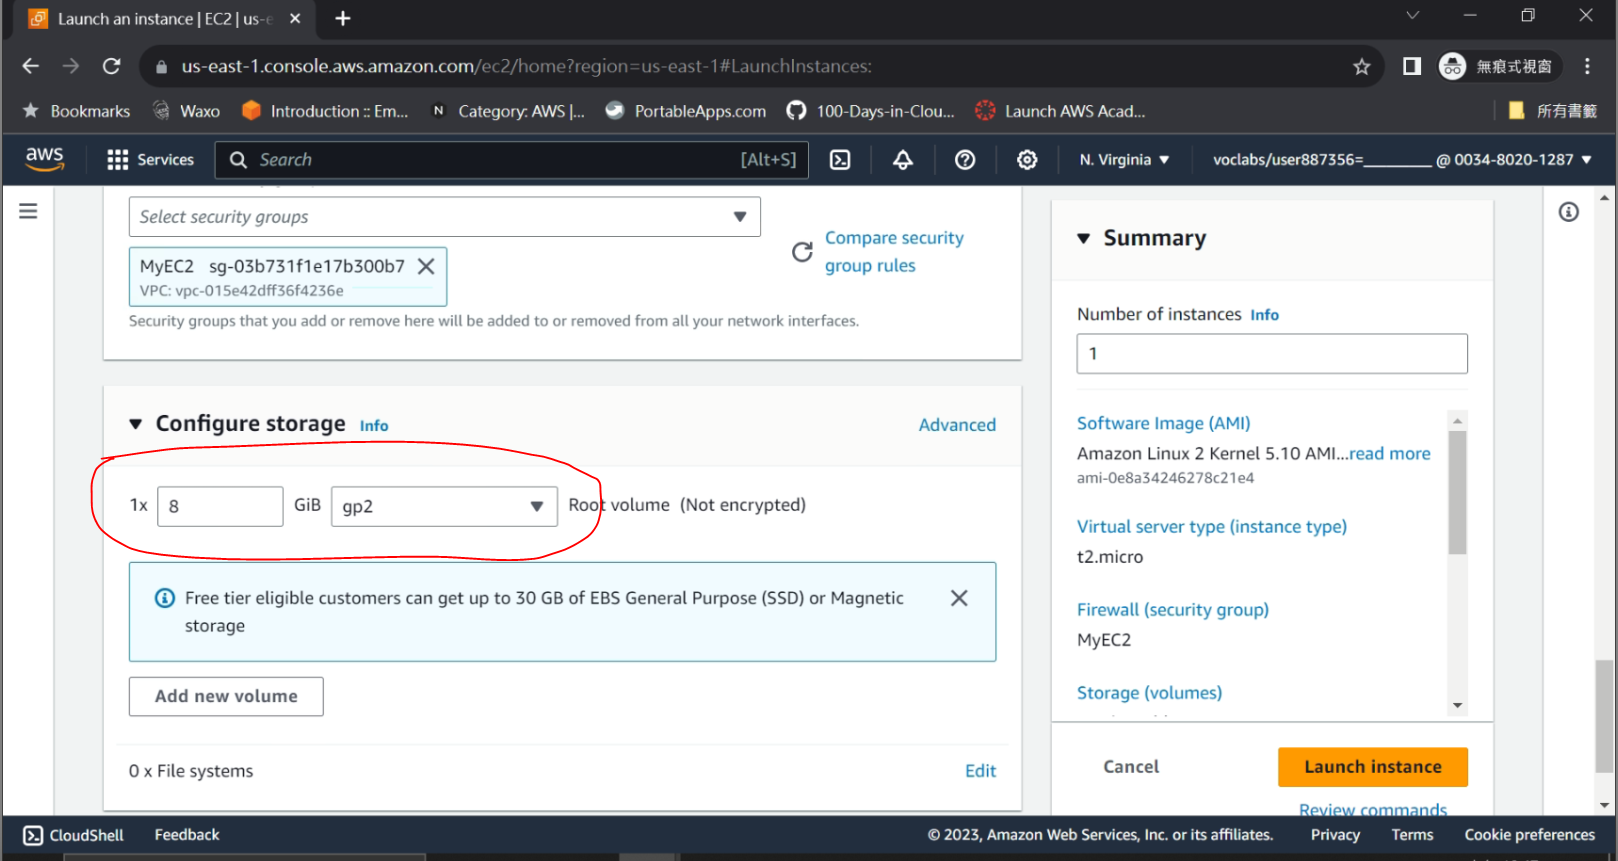 Launch an instance | EC2 | us-e
us-east-1.console.aws.amazon.com/ec2/home?region=us-east-1#LaunchInstances:
無痕式視窗
Bookmarks
Waxo
Introduction :: Em...
N
Category: AWS |...
PortableApps.com
100-Days-in-Clou...
Launch AWS Acad...
所有書籤
aws
Services
Search
[Alt+S]
N. Virginia
voclabs/user887356=________ @ 0034-8020-1287
Select security groups
MyEC2 sg-03b731f1e17b300b7
VPC: vpc-015e42dff36f4236e
Compare security
group rules
Security groups that you add or remove here will be added to or removed from all your network interfaces.
Configure storage Info
Advanced
1x
8
GiB
gp2
Root volume (Not encrypted)
Free tier eligible customers can get up to 30 GB of EBS General Purpose (SSD) or Magnetic
storage
Add new volume
0 x File systems
Edit
Summary
Number of instances Info
1
Software Image (AMI)
Amazon Linux 2 Kernel 5.10 AMI...read more
ami-0e8a34246278c21e4
Virtual server type (instance type)
t2.micro
Firewall (security group)
MyEC2
Storage (volumes)
Cancel
Launch instance
Review commands
CloudShell
Feedback
© 2023, Amazon Web Services, Inc. or its affiliates.
Privacy
Terms
Cookie preferences